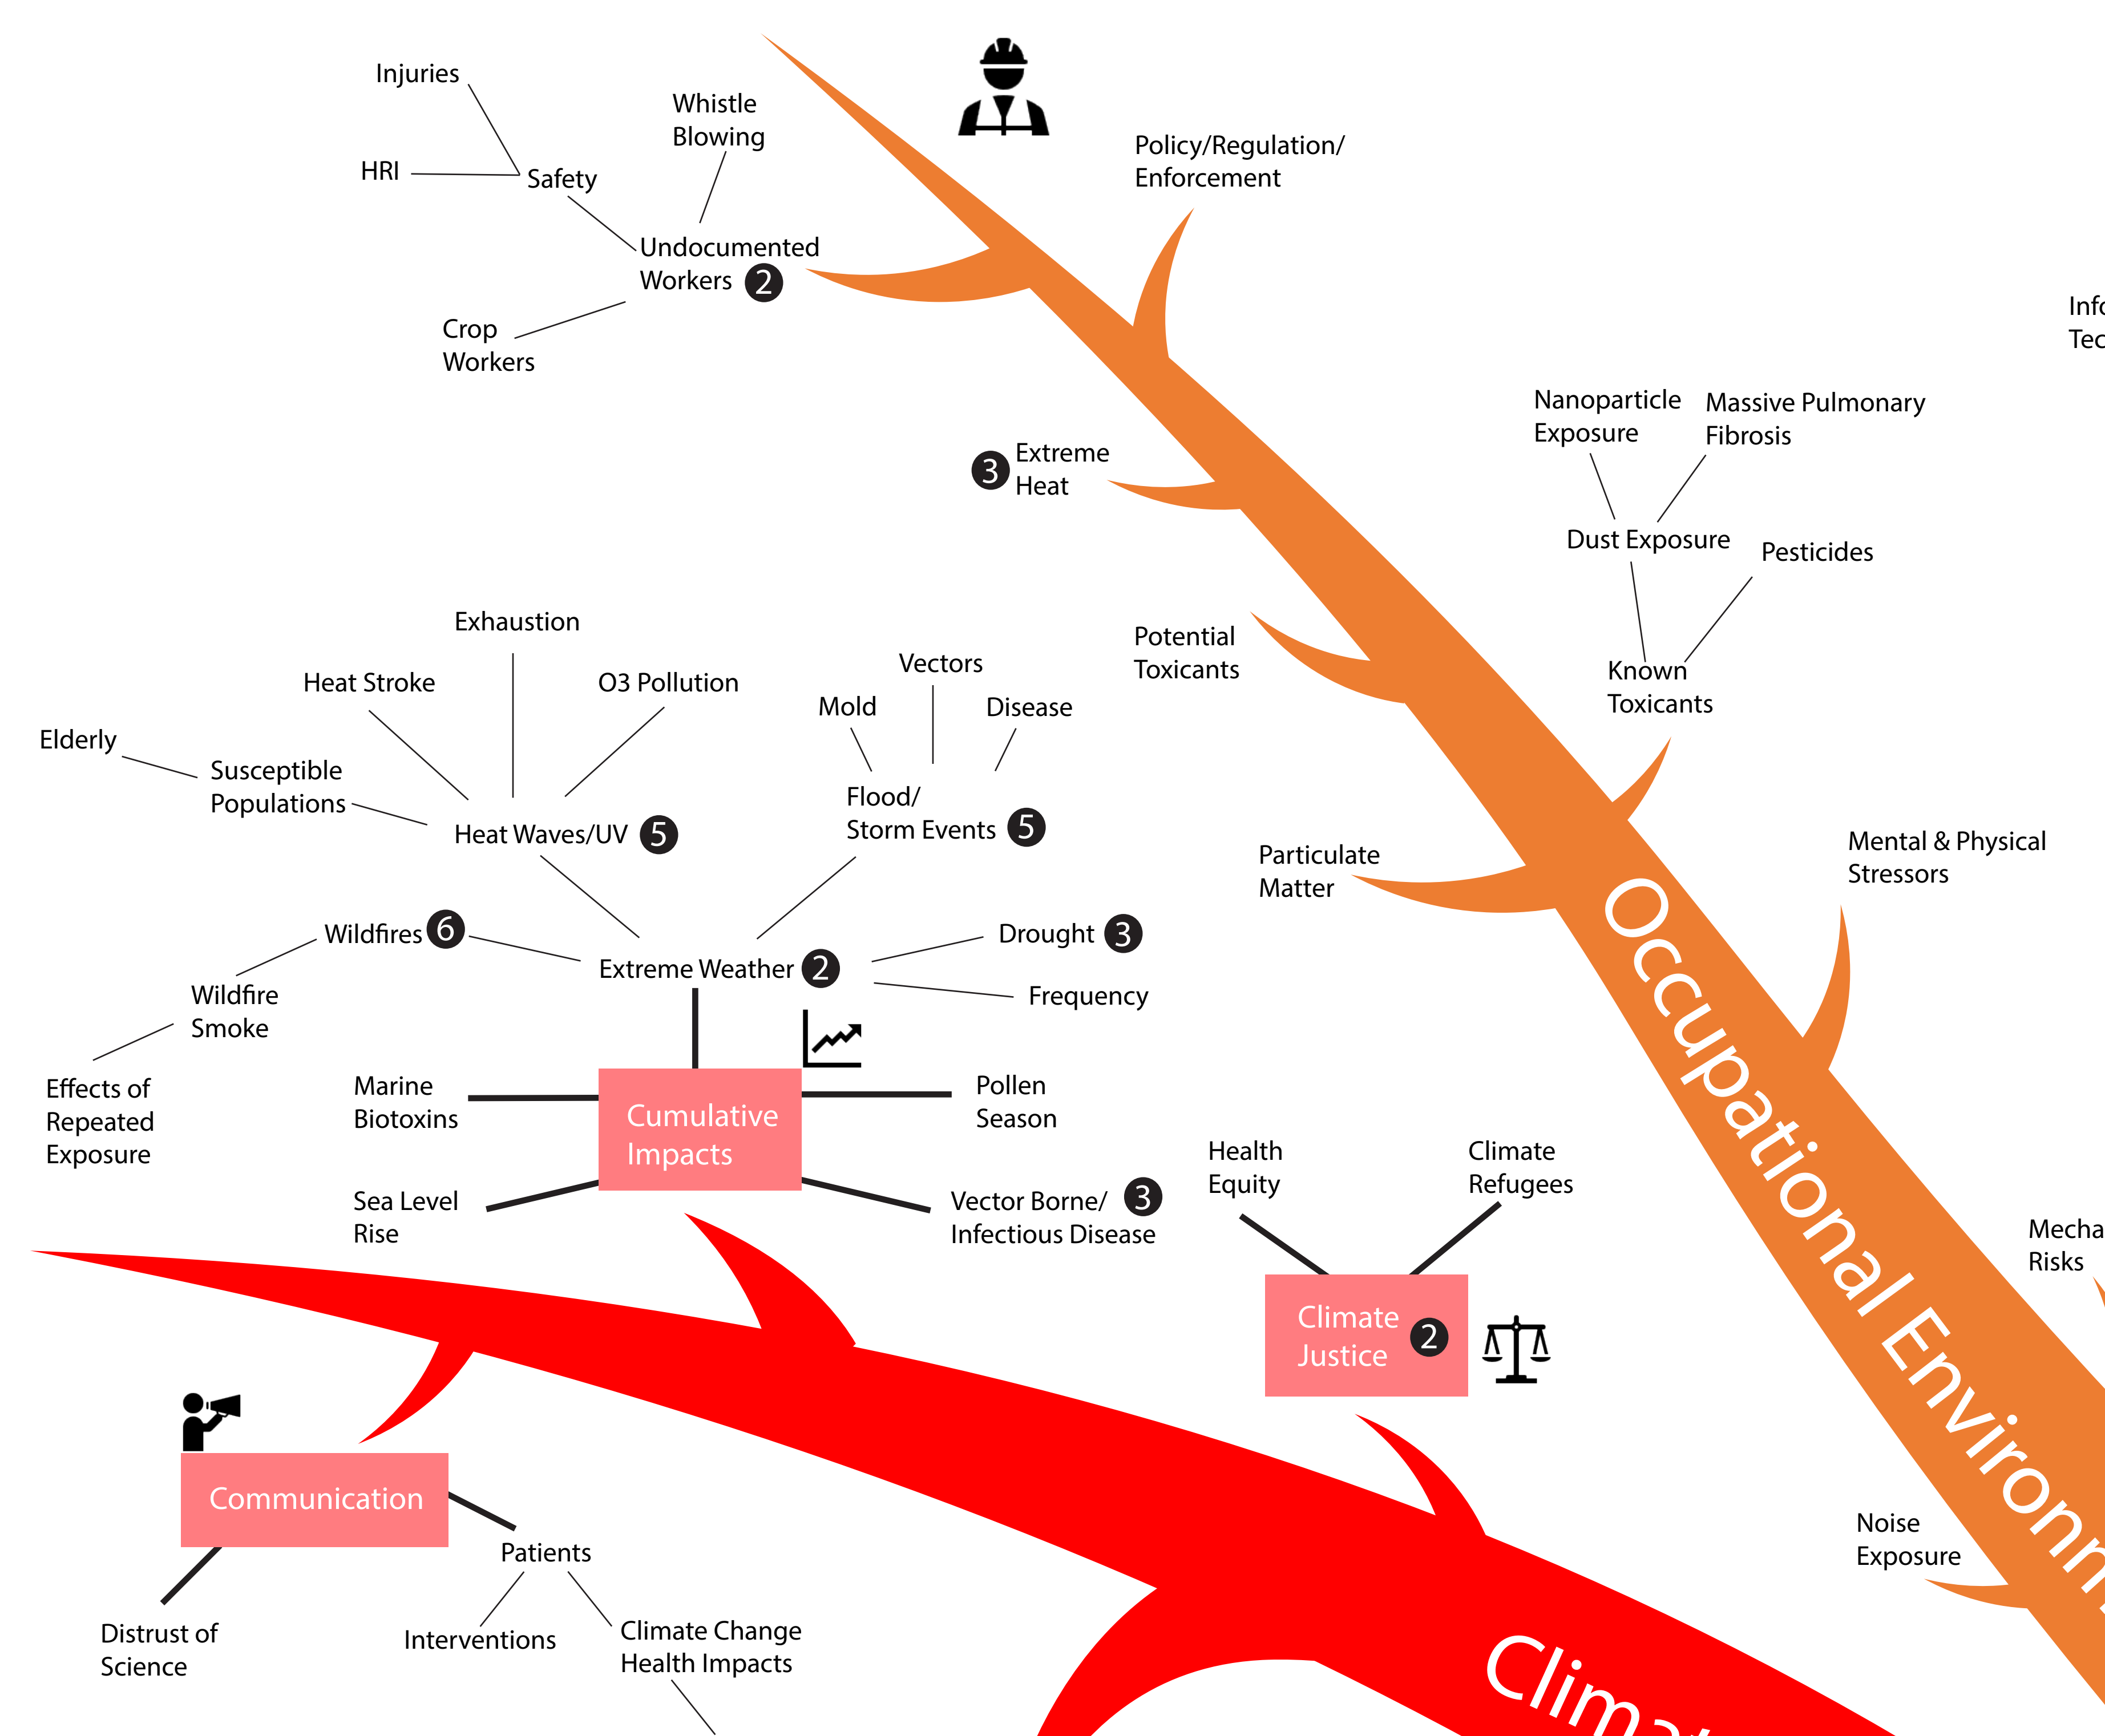 Injuries
HRI
Safety
Whistle
Blowing
Undocumented
Workers 2
Crop
Workers
Policy/Regulation/
Enforcement
3 Extreme
Heat
Nanoparticle
Exposure
Massive Pulmonary
Fibrosis
Dust Exposure
Pesticides
Known
Toxicants
Potential
Toxicants
Particulate
Matter
Mental & Physical
Stressors
Risks
Noise
Exposure
Occupational
Exhaustion
Heat Stroke
O3 Pollution
Elderly
Susceptible
Populations
Heat Waves/UV 5
Vectors
Mold
Disease
Flood/
Storm Events 5
Wildfires 6
Wildfire
Smoke
Effects of
Repeated
Exposure
Extreme Weather 2
Drought 3
Frequency
Marine
Biotoxins
Cumulative
Impacts
Pollen
Season
Sea Level
Rise
Vector Borne/ 3
Infectious Disease
Health
Equity
Climate
Refugees
Climate
Justice 2
Communication
Distrust of
Science
Patients
Interventions
Climate Change
Health Impacts